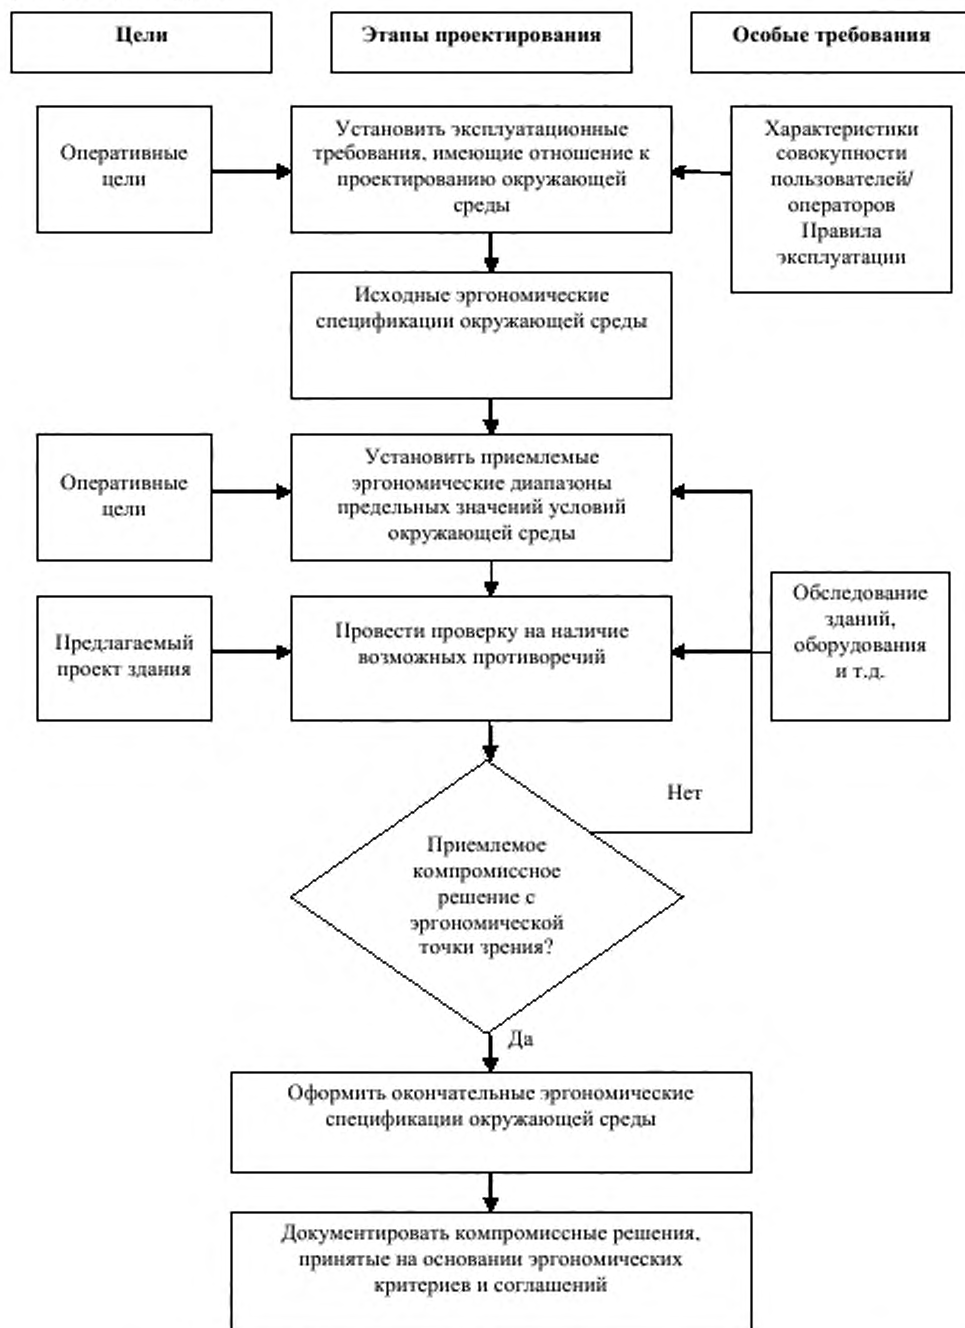 Цели
Этапы проектирования
Особые требования
Оперативные
цели
Установить эксплуатационные
требования, имеющие отношение к
проектированию окружающей
среды
Характеристики
совокупности
пользователей/
операторов
Правила
эксплуатации
Исходные эргономические
спецификации окружающей среды
Оперативные
цели
Установить приемлемые
эргономические диапазоны
предельных значений условий
окружающей среды
Предлагаемый
проект здания
Провести проверку на наличие
возможных противоречий
Обследование
зданий,
оборудования
и т.д.
Нет
Приемлемое
компромиссное
решение с
эргономической
точки зрения?
Да
Оформить окончательные эргономические
спецификации окружающей среды
Документировать компромиссные решения,
принятые на основании эргономических
критериев и соглашений